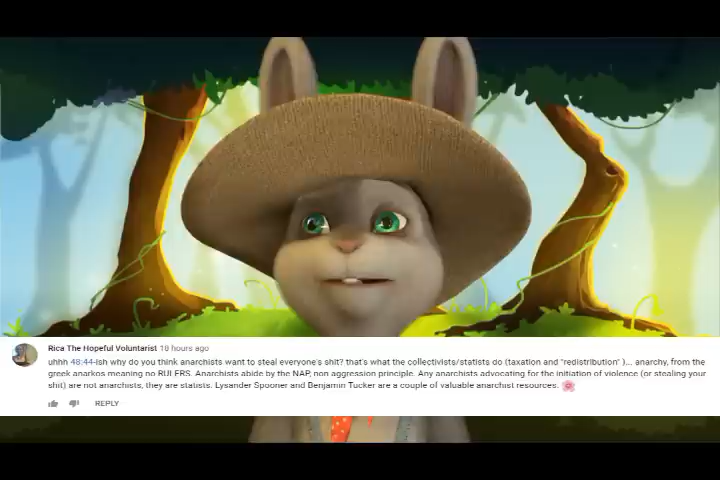 Rica The Hopeful Voluntarist 18 hours ago
uhhh 48:44-ish why do you think anarchists want to steal everyone's shit? that's what the collectivists/statists do (taxation and "redistribution" )... anarchy, from the
greek anarkos meaning no RULERS. Anarchists abide by the NAP, non aggression principle. Any anarchists advocating for the initiation of violence (or stealing your
shit) are not anarchists, they are statists. Lysander Spooner and Benjamin Tucker are a couple of valuable anarchist resources. 🌸
REPLY